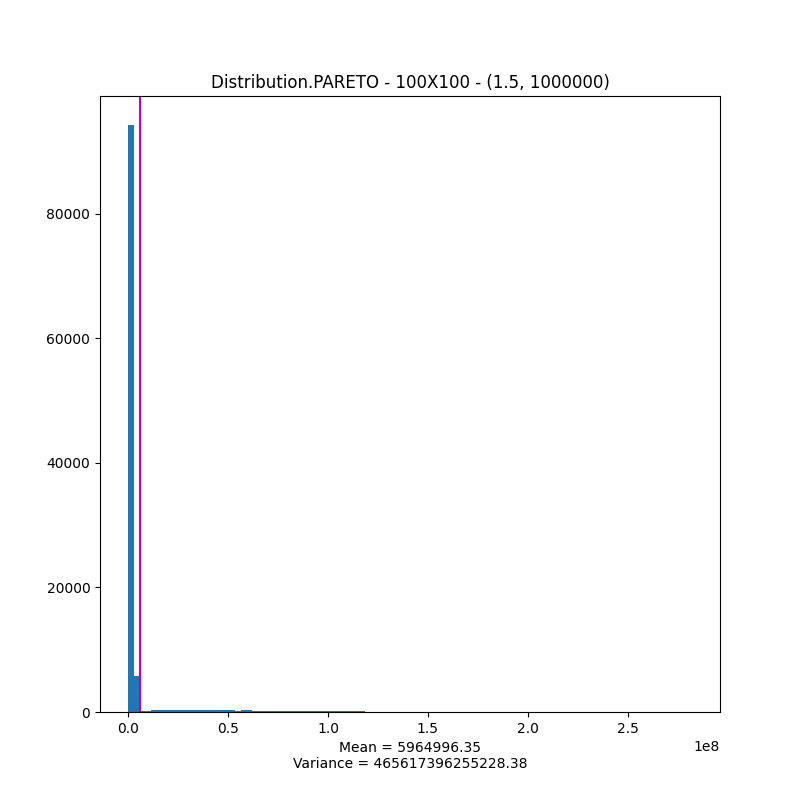 Distribution.PARETO - 100X100 - (1.5, 1000000)
80000
60000
40000
20000
0
0.0 0.5 1.0 1.5 2.0 2.5
1e8
Mean = 5964996.35
Variance = 465617396255228.38